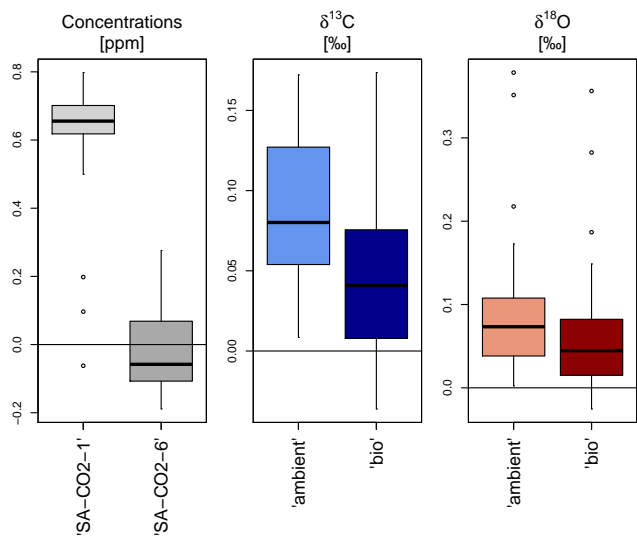 Concentrations
[ppm]
δ¹³C
[‰]
δ¹⁸O
[‰]
0.8
0.6
0.4
0.2
0.0
−0.2
0.15
0.10
0.05
0.00
0.3
0.2
0.1
0.0
'SA−CO2−1'
'SA−CO2−6'
'ambient'
'bio'
'ambient'
'bio'